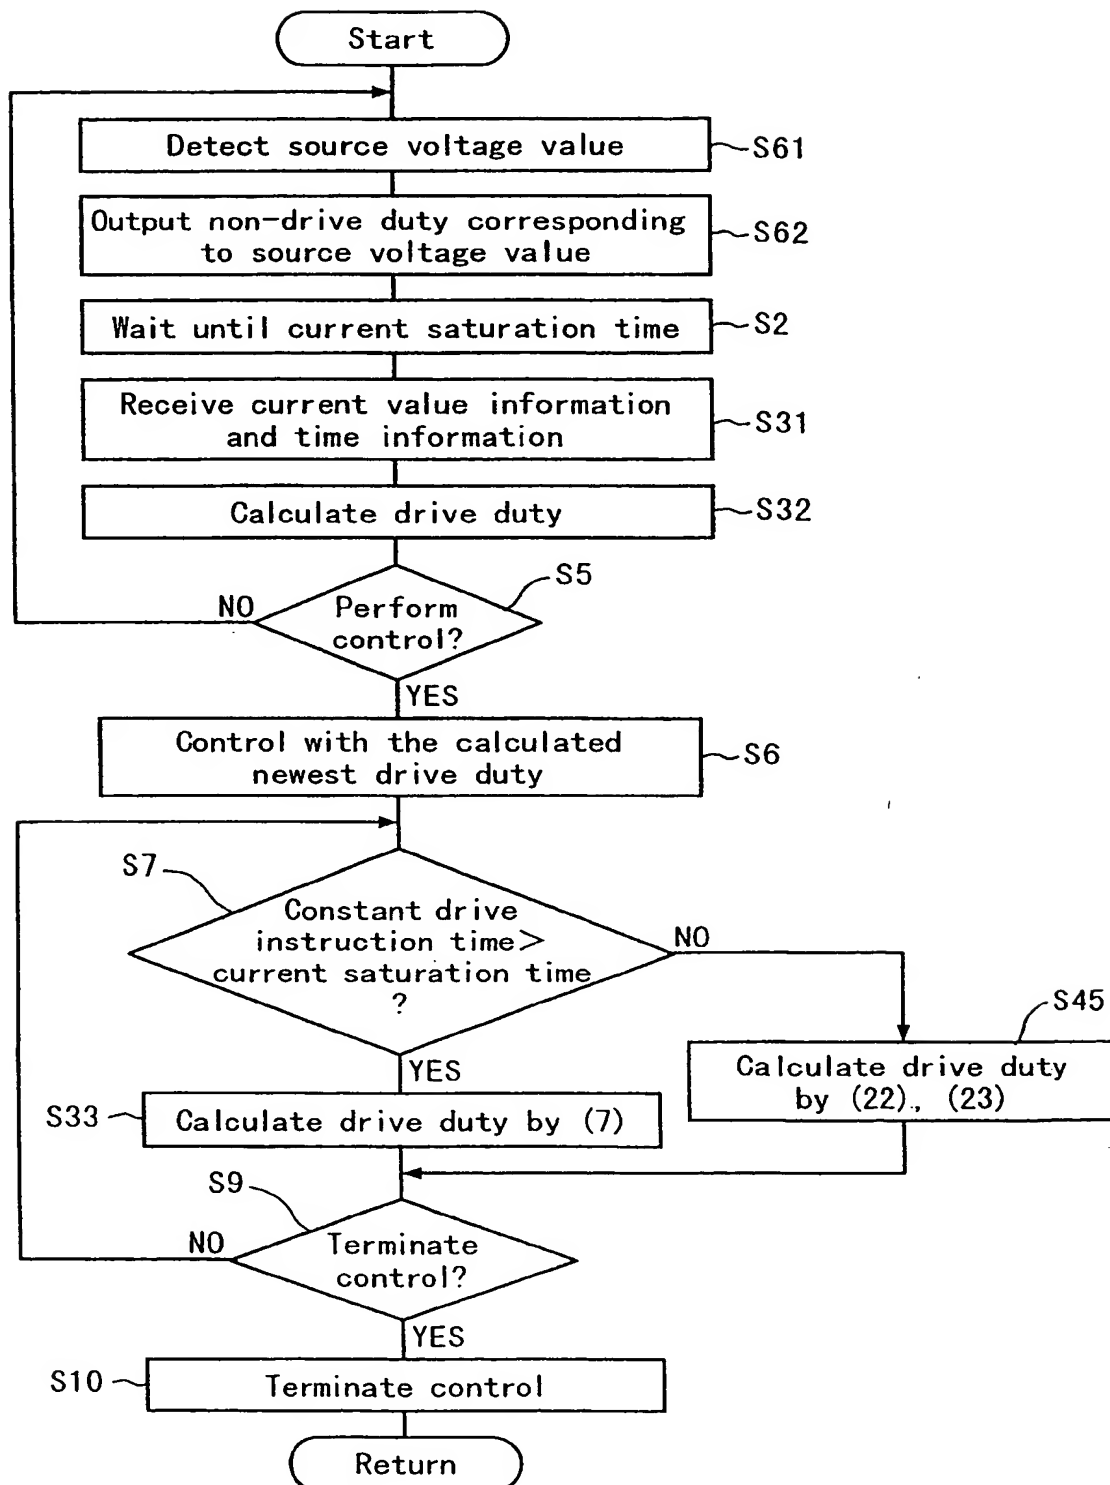 Start
Detect source voltage value
S61
Output non-drive duty corresponding
to source voltage value
S62
Wait until current saturation time
S2
Receive current value information
and time information
S31
Calculate drive duty
S32
S5
NO
Perform
control?
YES
Control with the calculated
newest drive duty
S6
S7
Constant drive
instruction time>
current saturation time
?
NO
S45
YES
Calculate drive duty
by (22)., (23)
S33
Calculate drive duty by (7)
S9
NO
Terminate
control?
YES
S10
Terminate control
Return